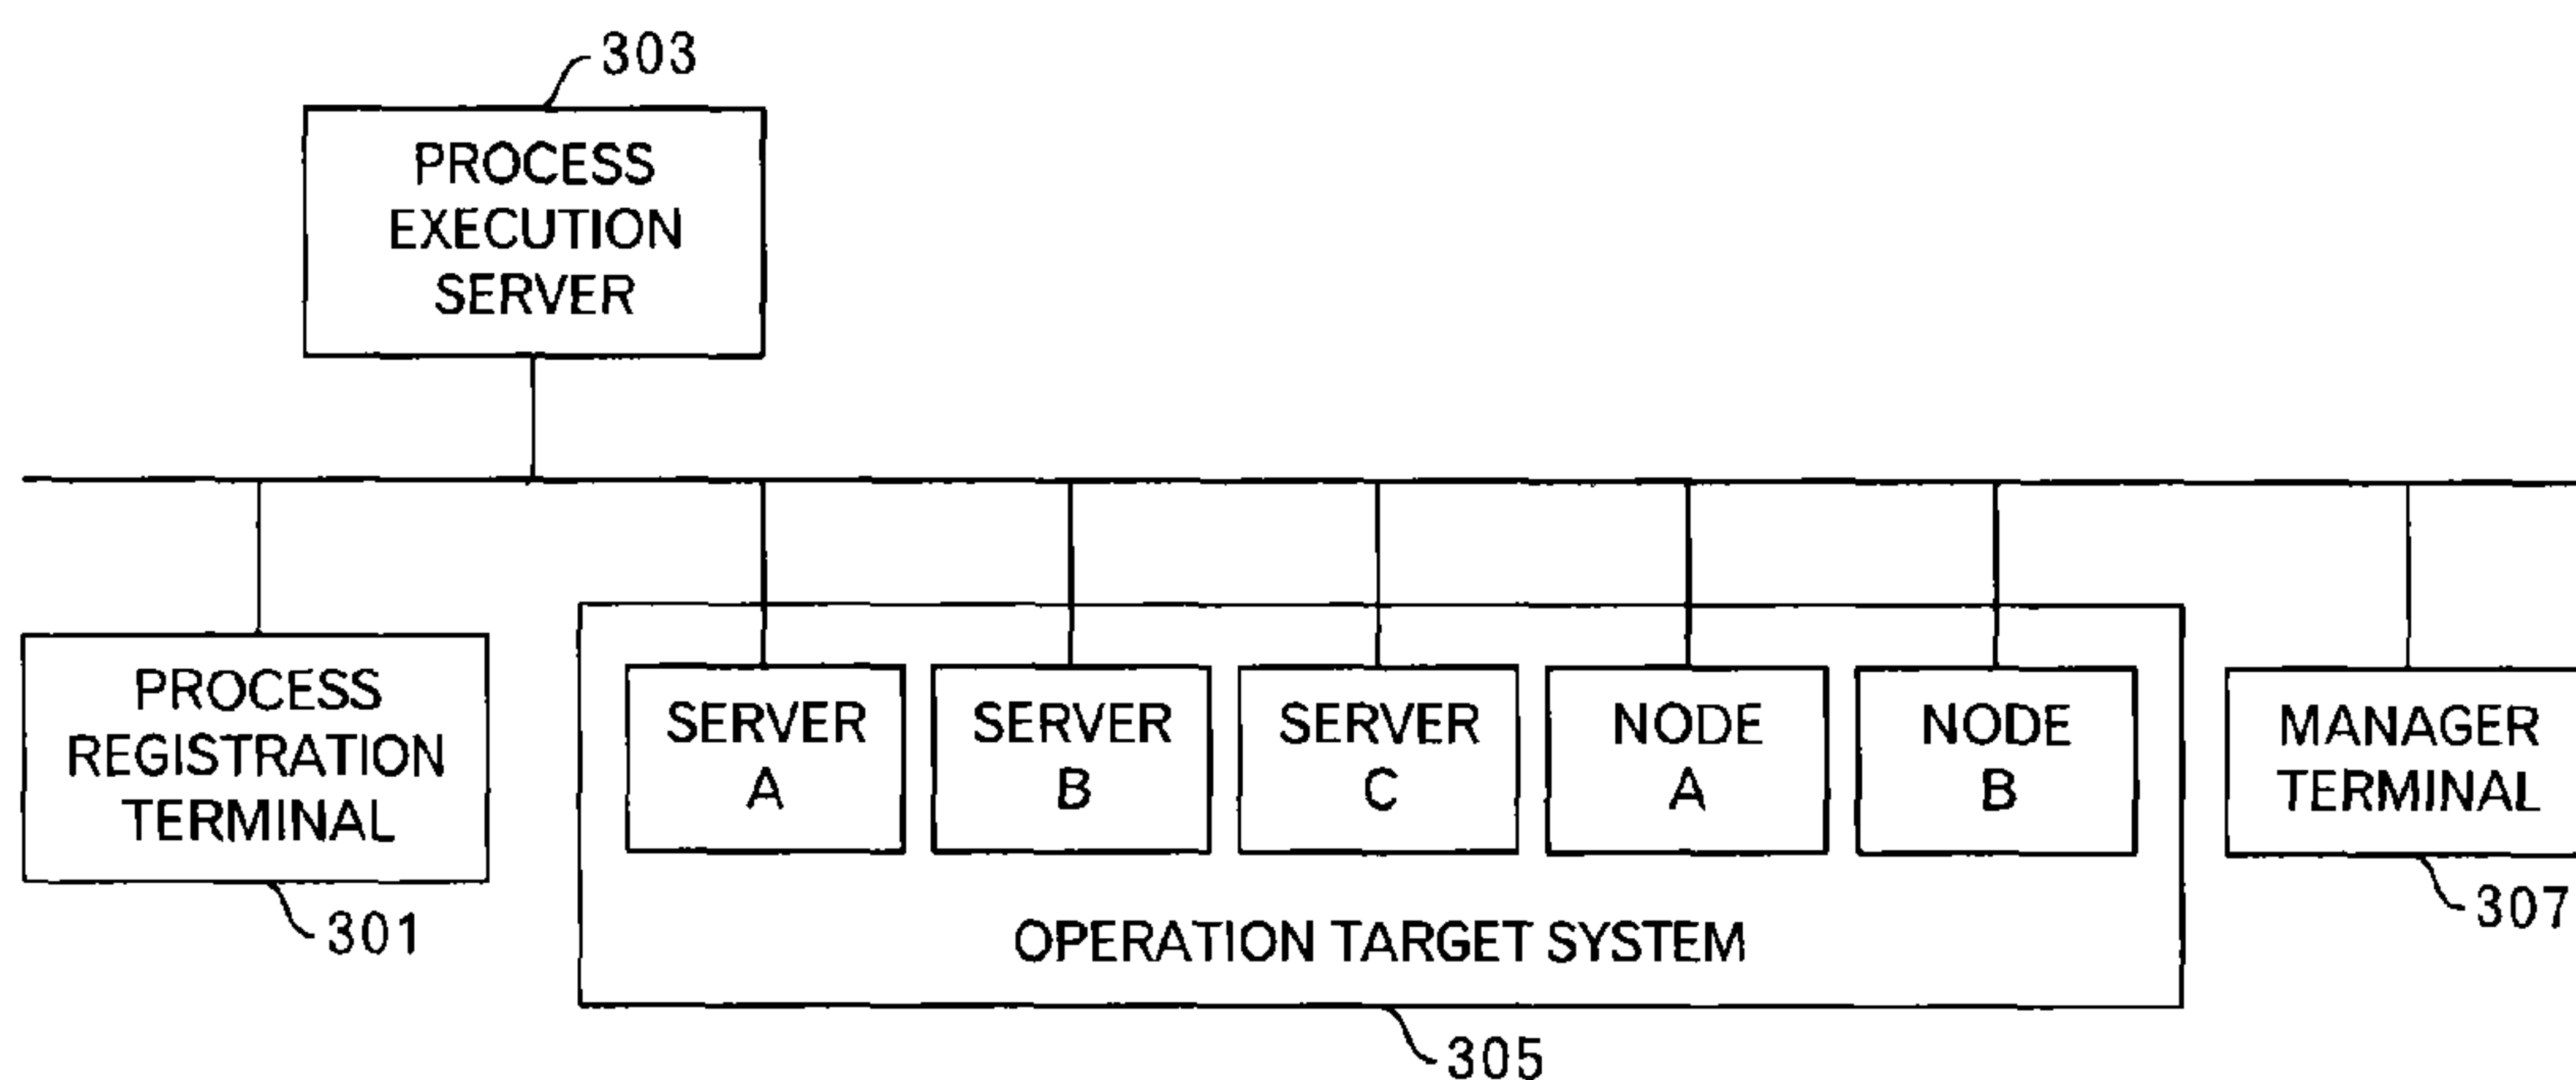 303
PROCESS
EXECUTION
SERVER
PROCESS
REGISTRATION
TERMINAL
301
SERVER
A
SERVER
B
SERVER
C
NODE
A
NODE
B
OPERATION TARGET SYSTEM
305
MANAGER
TERMINAL
307